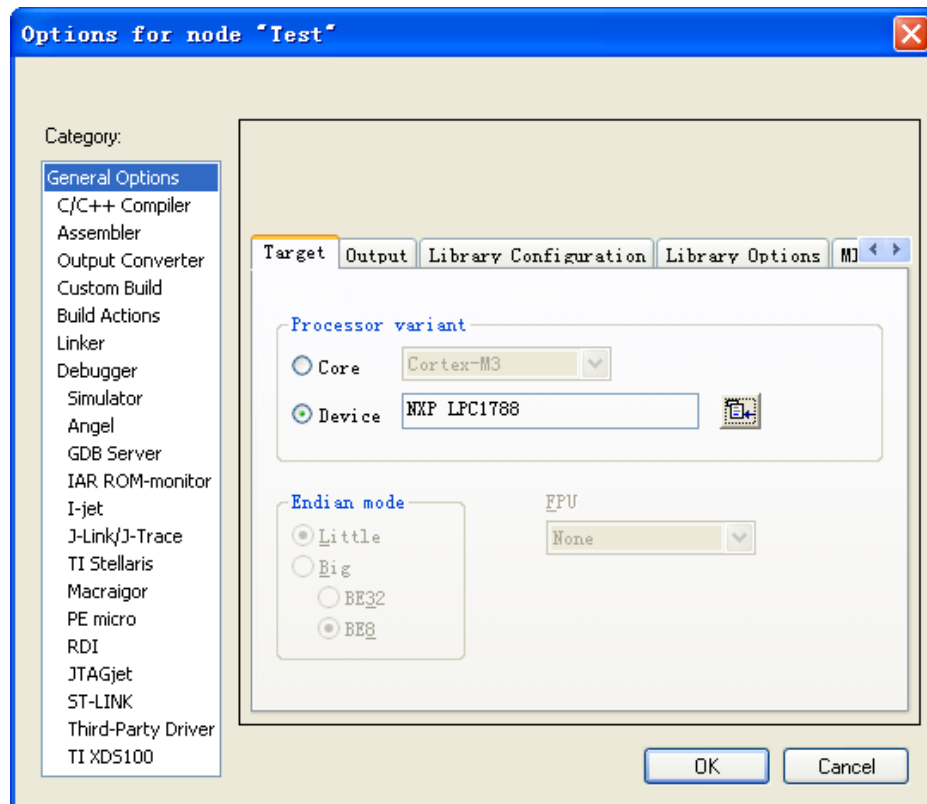 Options for node "Test"
Category:
General Options
C/C++ Compiler
Assembler
Output Converter
Custom Build
Build Actions
Linker
Debugger
Simulator
Angel
GDB Server
IAR ROM-monitor
I-jet
J-Link/J-Trace
TI Stellaris
Macraigor
PE micro
RDI
JTAGjet
ST-LINK
Third-Party Driver
TI XDS100
Target Output Library Configuration Library Options
Processor variant
Core Cortex-M3
Device NXP LPC1788
Endian mode
Little
Big
BE32
BE8
FPU
None
OK Cancel